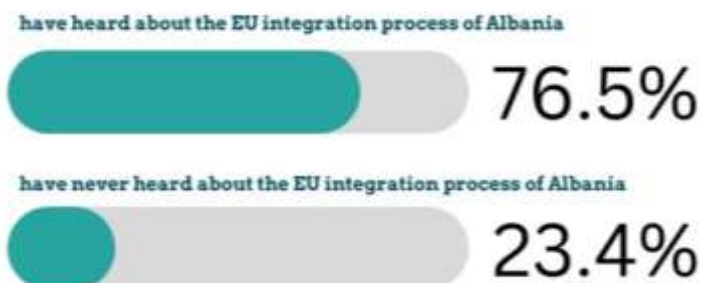 have heard about the EU integration process of Albania
76.5%
have never heard about the EU integration process of Albania
23.4%